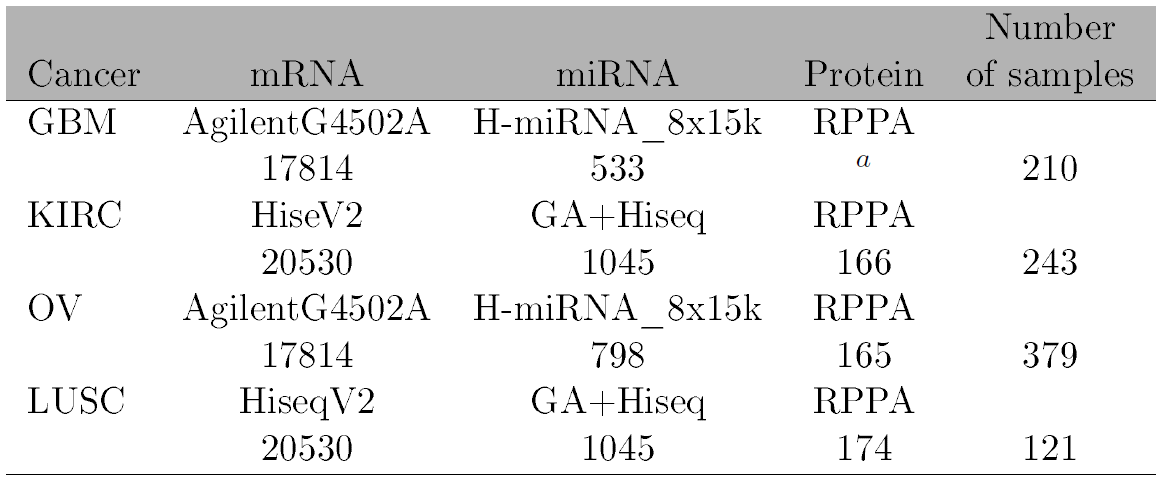 Number
Cancer mRNA miRNA Protein of samples
GBM AgilentG4502A H-miRNA_8x15k RPPA
17814 533 a 210
KIRC HiseV2 GA+Hiseq RPPA
20530 1045 166 243
OV AgilentG4502A H-miRNA_8x15k RPPA
17814 798 165 379
LUSC HiseqV2 GA+Hiseq RPPA
20530 1045 174 121